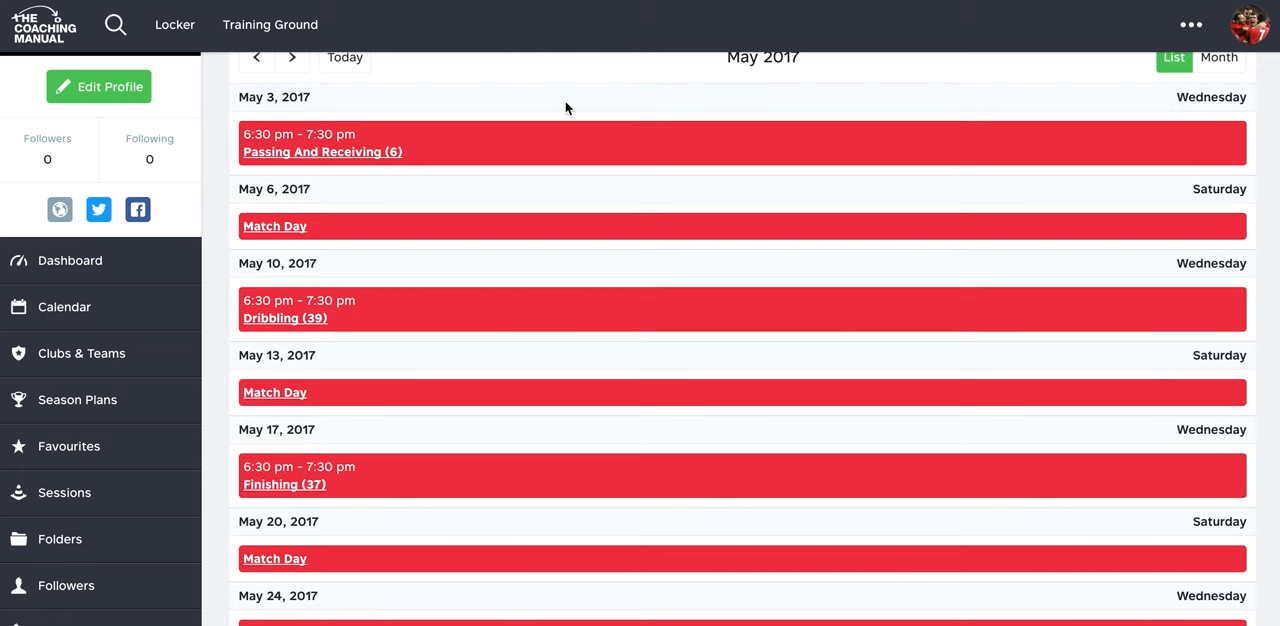 THE
COACHING
MANUAL
Locker
Training Ground
7
Edit Profile
Followers
0
Following
0
Dashboard
Calendar
Clubs & Teams
Season Plans
Favourites
Sessions
Folders
Followers
Today
May 2017
List
Month
May 3, 2017
Wednesday
6:30 pm - 7:30 pm
Passing And Receiving (6)
May 6, 2017
Saturday
Match Day
May 10, 2017
Wednesday
6:30 pm - 7:30 pm
Dribbling (39)
May 13, 2017
Saturday
Match Day
May 17, 2017
Wednesday
6:30 pm - 7:30 pm
Finishing (37)
May 20, 2017
Saturday
Match Day
May 24, 2017
Wednesday